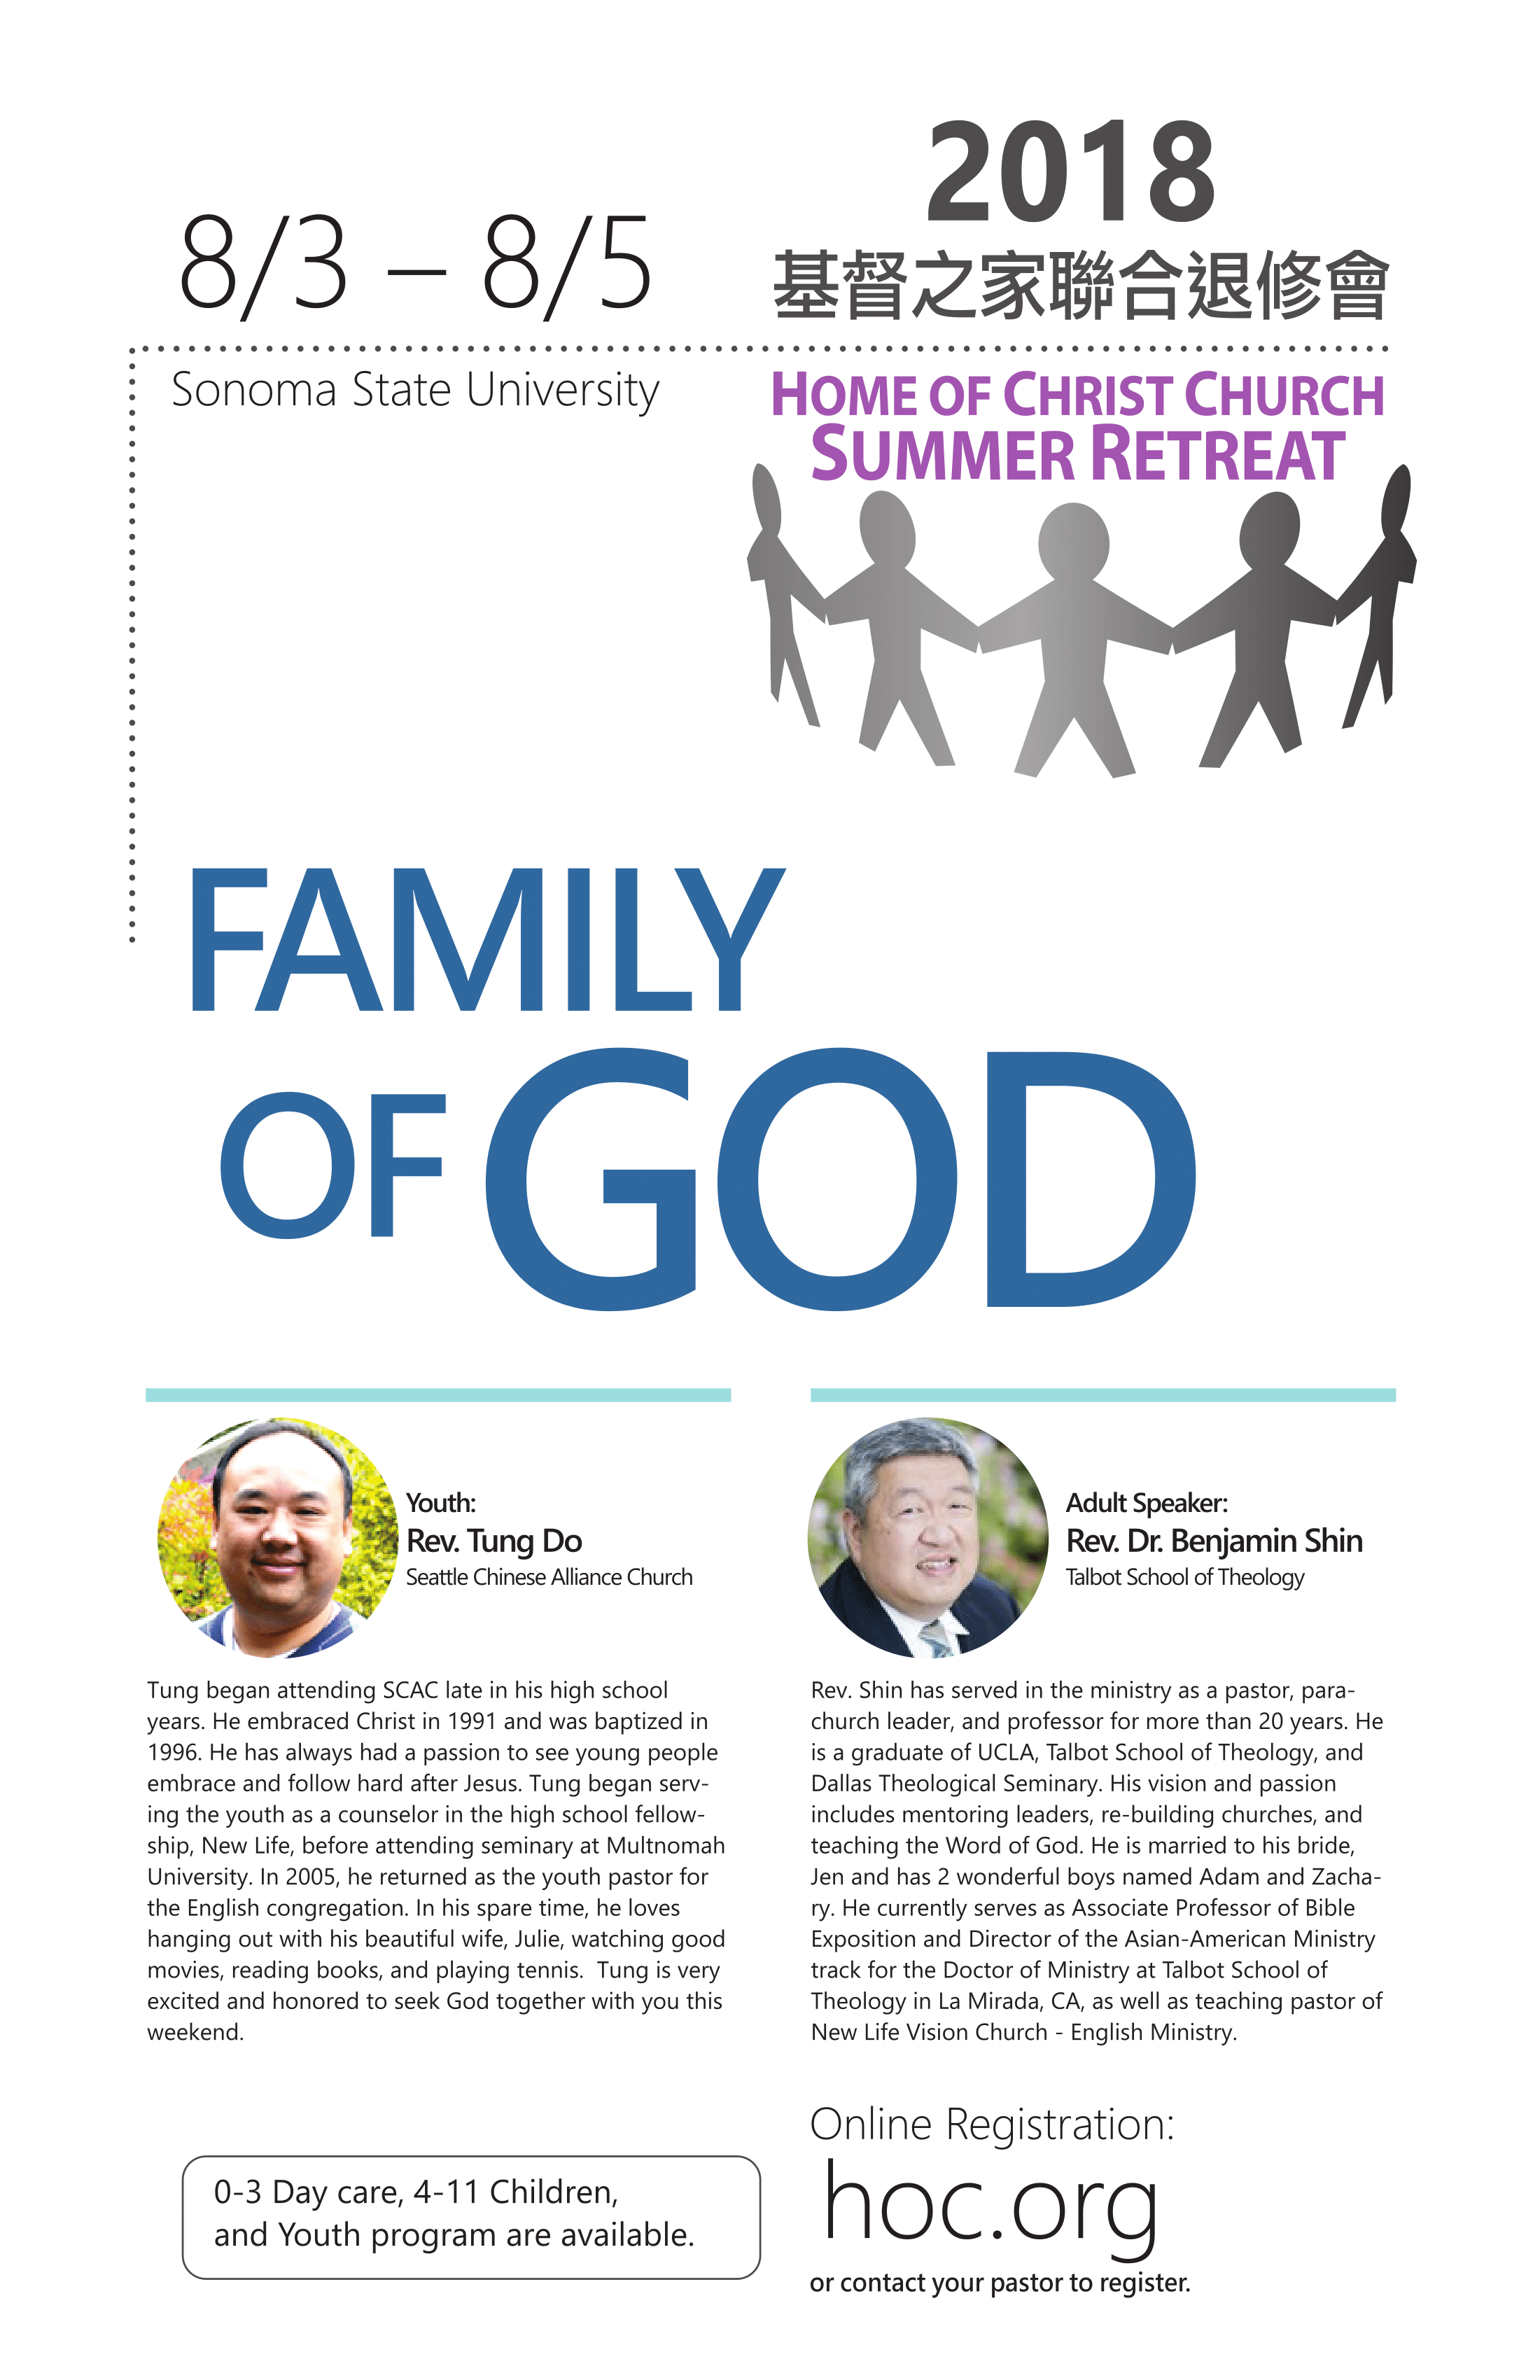 2018
8/3 – 8/5
基督之家聯合退修會
Sonoma State University
HOME OF CHRIST CHURCH
SUMMER RETREAT
FAMILY
OF GOD
Youth:
Rev. Tung Do
Seattle Chinese Alliance Church
Tung began attending SCAC late in his high school
years. He embraced Christ in 1991 and was baptized in
1996. He has always had a passion to see young people
embrace and follow hard after Jesus. Tung began serv-
ing the youth as a counselor in the high school fellow-
ship, New Life, before attending seminary at Multnomah
University. In 2005, he returned as the youth pastor for
the English congregation. In his spare time, he loves
hanging out with his beautiful wife, Julie, watching good
movies, reading books, and playing tennis.  Tung is very
excited and honored to seek God together with you this
weekend.
Adult Speaker:
Rev. Dr. Benjamin Shin
Talbot School of Theology
Rev. Shin has served in the ministry as a pastor, para-
church leader, and professor for more than 20 years. He
is a graduate of UCLA, Talbot School of Theology, and
Dallas Theological Seminary. His vision and passion
includes mentoring leaders, re-building churches, and
teaching the Word of God. He is married to his bride,
Jen and has 2 wonderful boys named Adam and Zacha-
ry. He currently serves as Associate Professor of Bible
Exposition and Director of the Asian-American Ministry
track for the Doctor of Ministry at Talbot School of
Theology in La Mirada, CA, as well as teaching pastor of
New Life Vision Church - English Ministry.
0-3 Day care, 4-11 Children,
and Youth program are available.
Online Registration:
hoc.org
or contact your pastor to register.